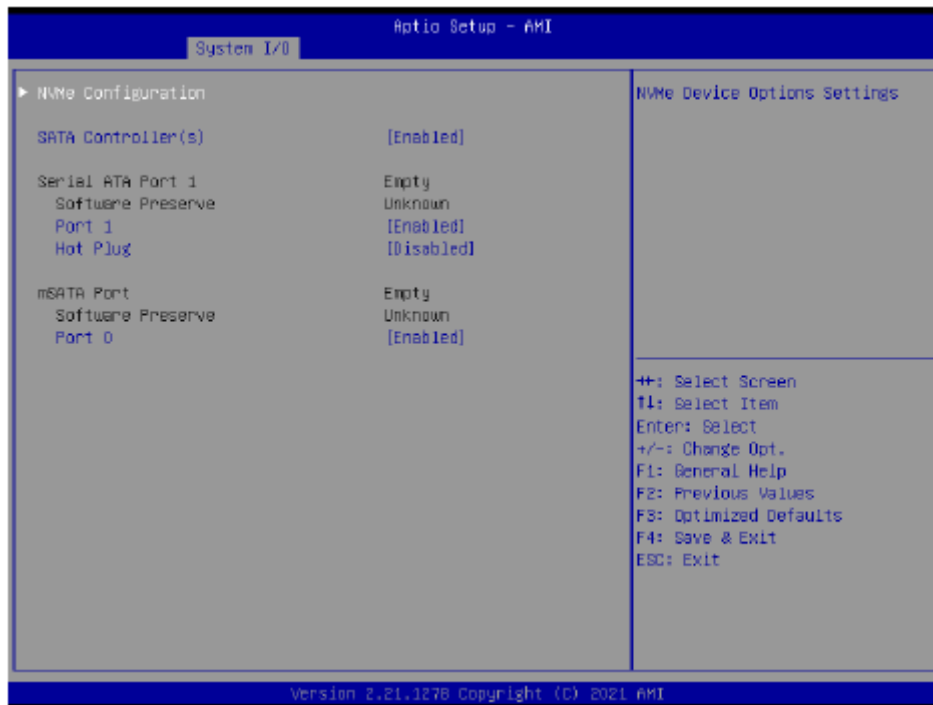 Aptio Setup - AMI
System I/O
▶ NVMe Configuration
SATA Controller(s) [Enabled]
Serial ATA Port 1 Empty
Software Preserve Unknown
Port 1 [Enabled]
Hot Plug [Disabled]
mSATA Port Empty
Software Preserve Unknown
Port 0 [Enabled]
NVMe Device Options Settings
→←: Select Screen
↑↓: Select Item
Enter: Select
+/-: Change Opt.
F1: General Help
F2: Previous Values
F3: Optimized Defaults
F4: Save & Exit
ESC: Exit
Version 2.21.1278 Copyright (C) 2021 AMI